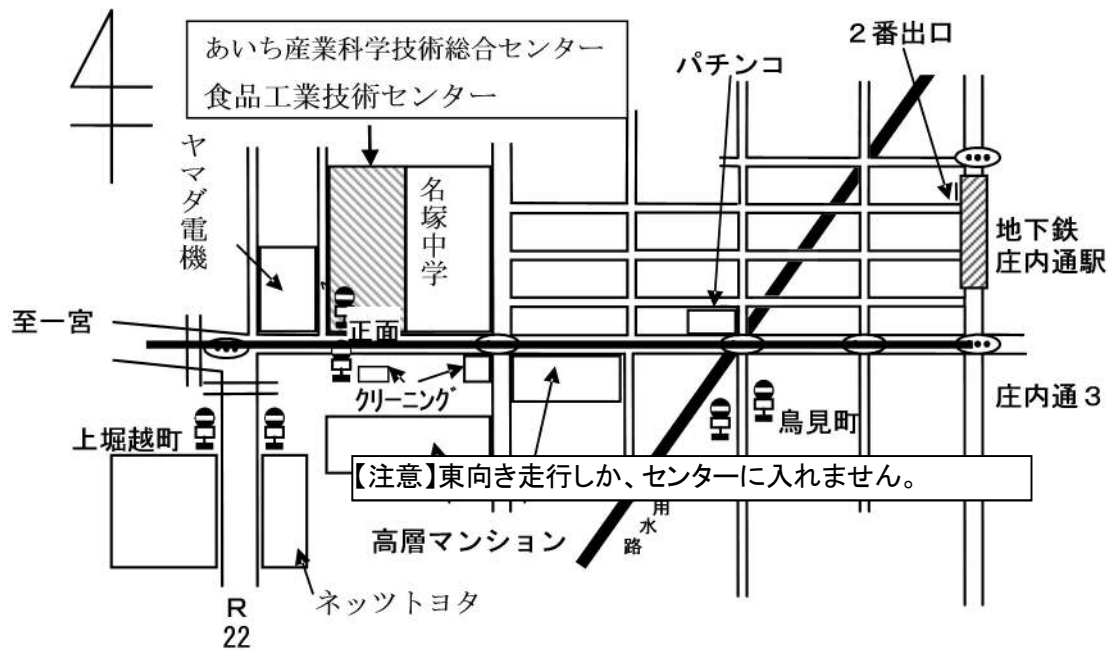 あいち産業科学技術総合センター
食品工業技術センター
２番出口
パチンコ
ヤマダ電機
名塚中学
地下鉄
庄内通駅
至一宮
正面
クリーニング
庄内通３
上堀越町
鳥見町
【注意】東向き走行しか、センターに入れません。
用水路
高層マンション
ネッツトヨタ
R
22